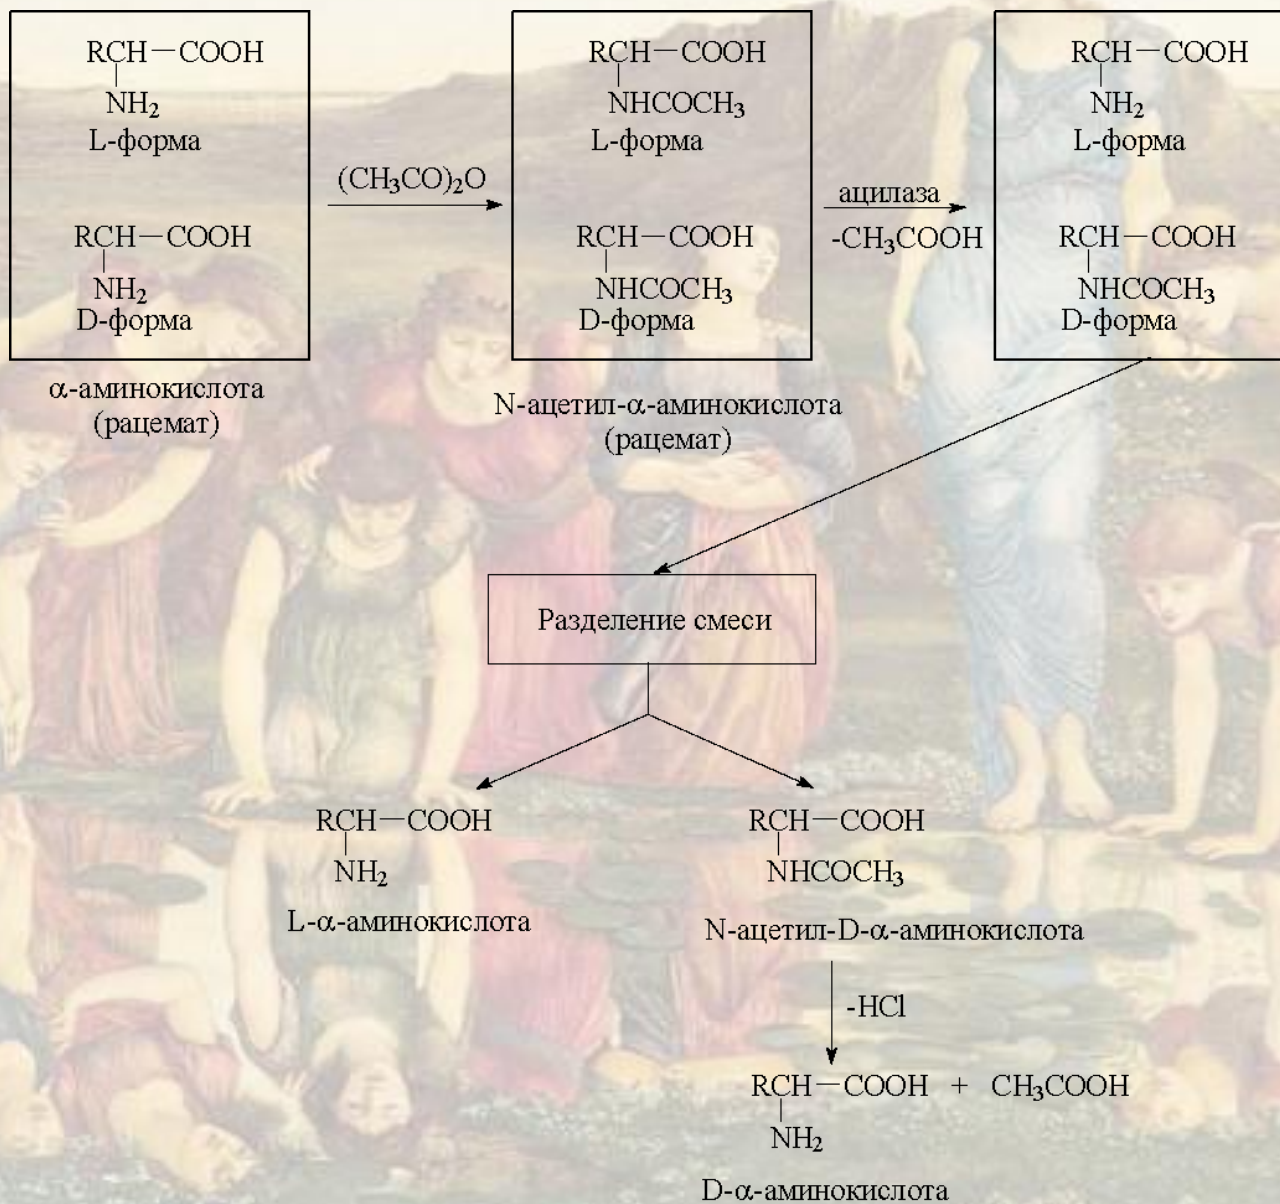 RCH—COOH
NH₂
L-форма
RCH—COOH
NH₂
D-форма
α-аминокислота
(рацемат)
(CH₃CO)₂O
RCH—COOH
NHCOCH₃
L-форма
RCH—COOH
NHCOCH₃
D-форма
N-ацетил-α-аминокислота
(рацемат)
ацилаза
-CH₃COOH
RCH—COOH
NH₂
L-форма
RCH—COOH
NHCOCH₃
D-форма
Разделение смеси
RCH—COOH
NH₂
L-α-аминокислота
RCH—COOH
NHCOCH₃
N-ацетил-D-α-аминокислота
-HCl
RCH—COOH + CH₃COOH
NH₂
D-α-аминокислота